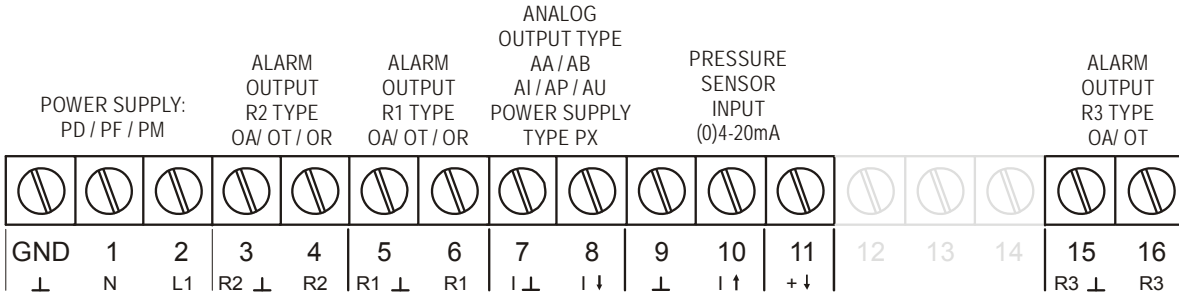 POWER SUPPLY:
PD / PF / PM
ALARM
OUTPUT
R2 TYPE
OA/ OT / OR
ALARM
OUTPUT
R1 TYPE
OA/ OT / OR
ANALOG
OUTPUT TYPE
AA / AB
AI / AP / AU
POWER SUPPLY
TYPE PX
PRESSURE
SENSOR
INPUT
(0)4-20mA
ALARM
OUTPUT
R3 TYPE
OA/ OT
GND 1 2 3 4 5 6 7 8 9 10 11 12 13 14 15 16
⊥ N L1 R2 ⊥ R2 R1 ⊥ R1 I ⊥ I ↓ ⊥ I ↑ + ↓ R3 ⊥ R3